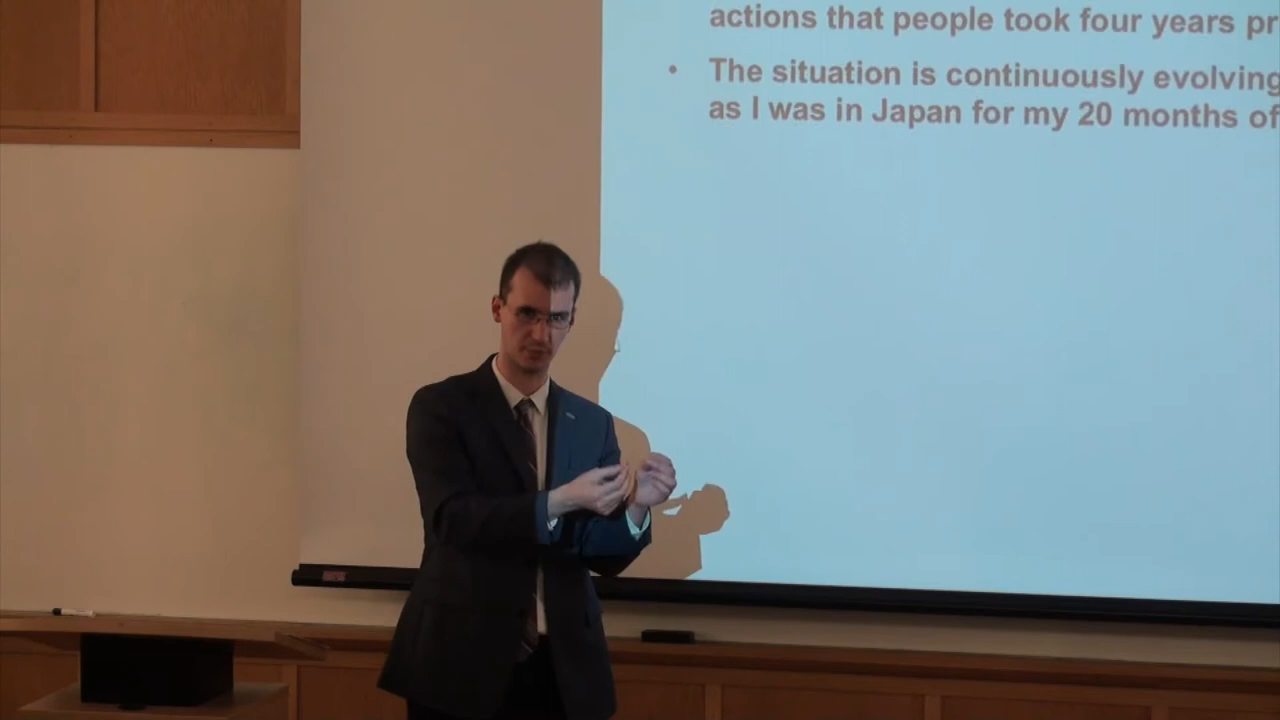 actions that people took four years pr
• The situation is continuously evolving
as I was in Japan for my 20 months of